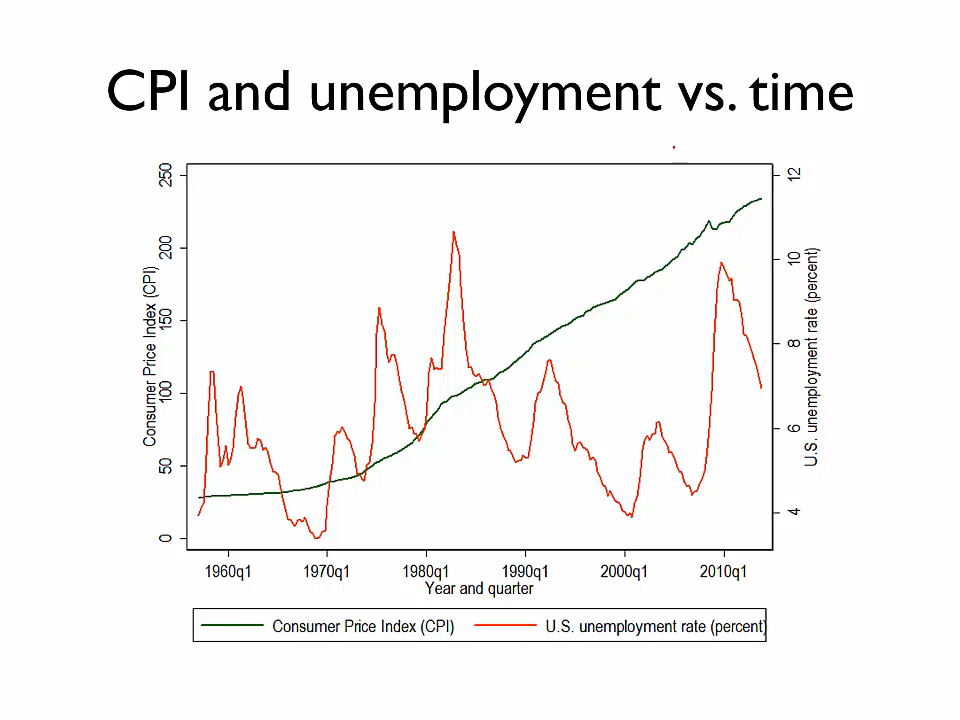 CPI and unemployment vs. time
250
200
150
100
50
0
Consumer Price Index (CPI)
12
10
8
6
4
U.S. unemployment rate (percent)
1960q1 1970q1 1980q1 1990q1 2000q1 2010q1
Year and quarter
Consumer Price Index (CPI) U.S. unemployment rate (percent)